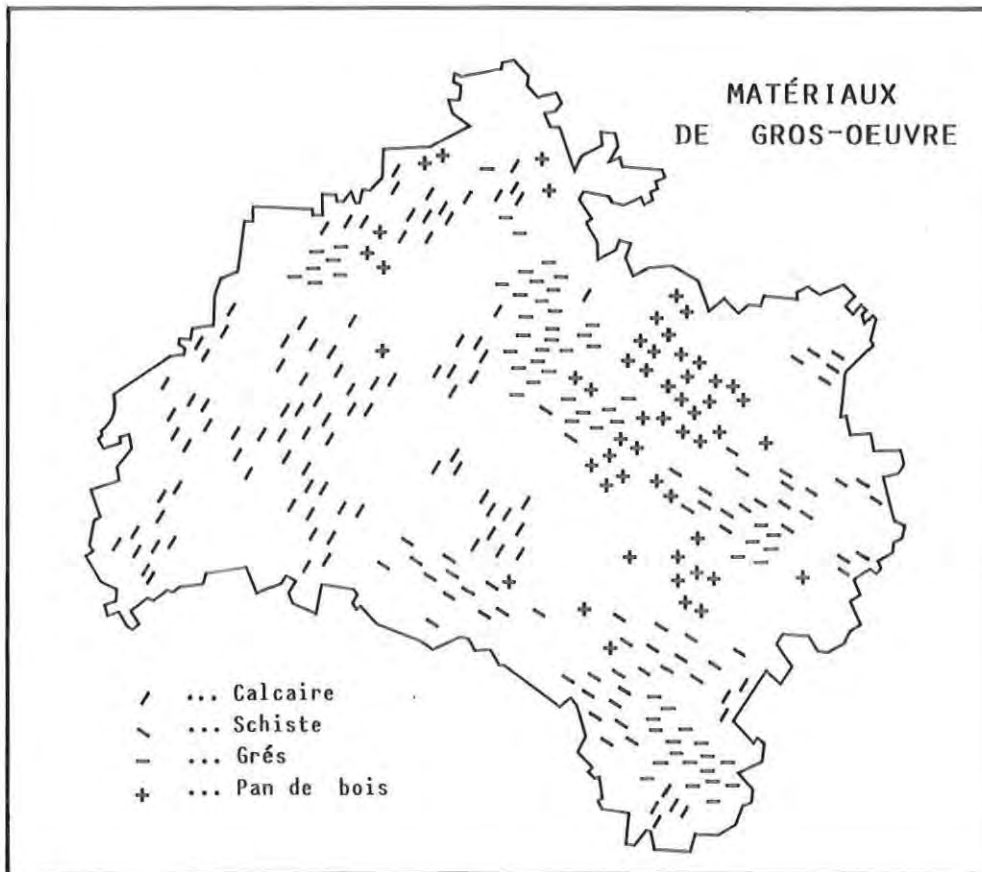 MATÉRIAUX
DE GROS-OEUVRE
... Calcaire
... Schiste
... Grés
... Pan de bois